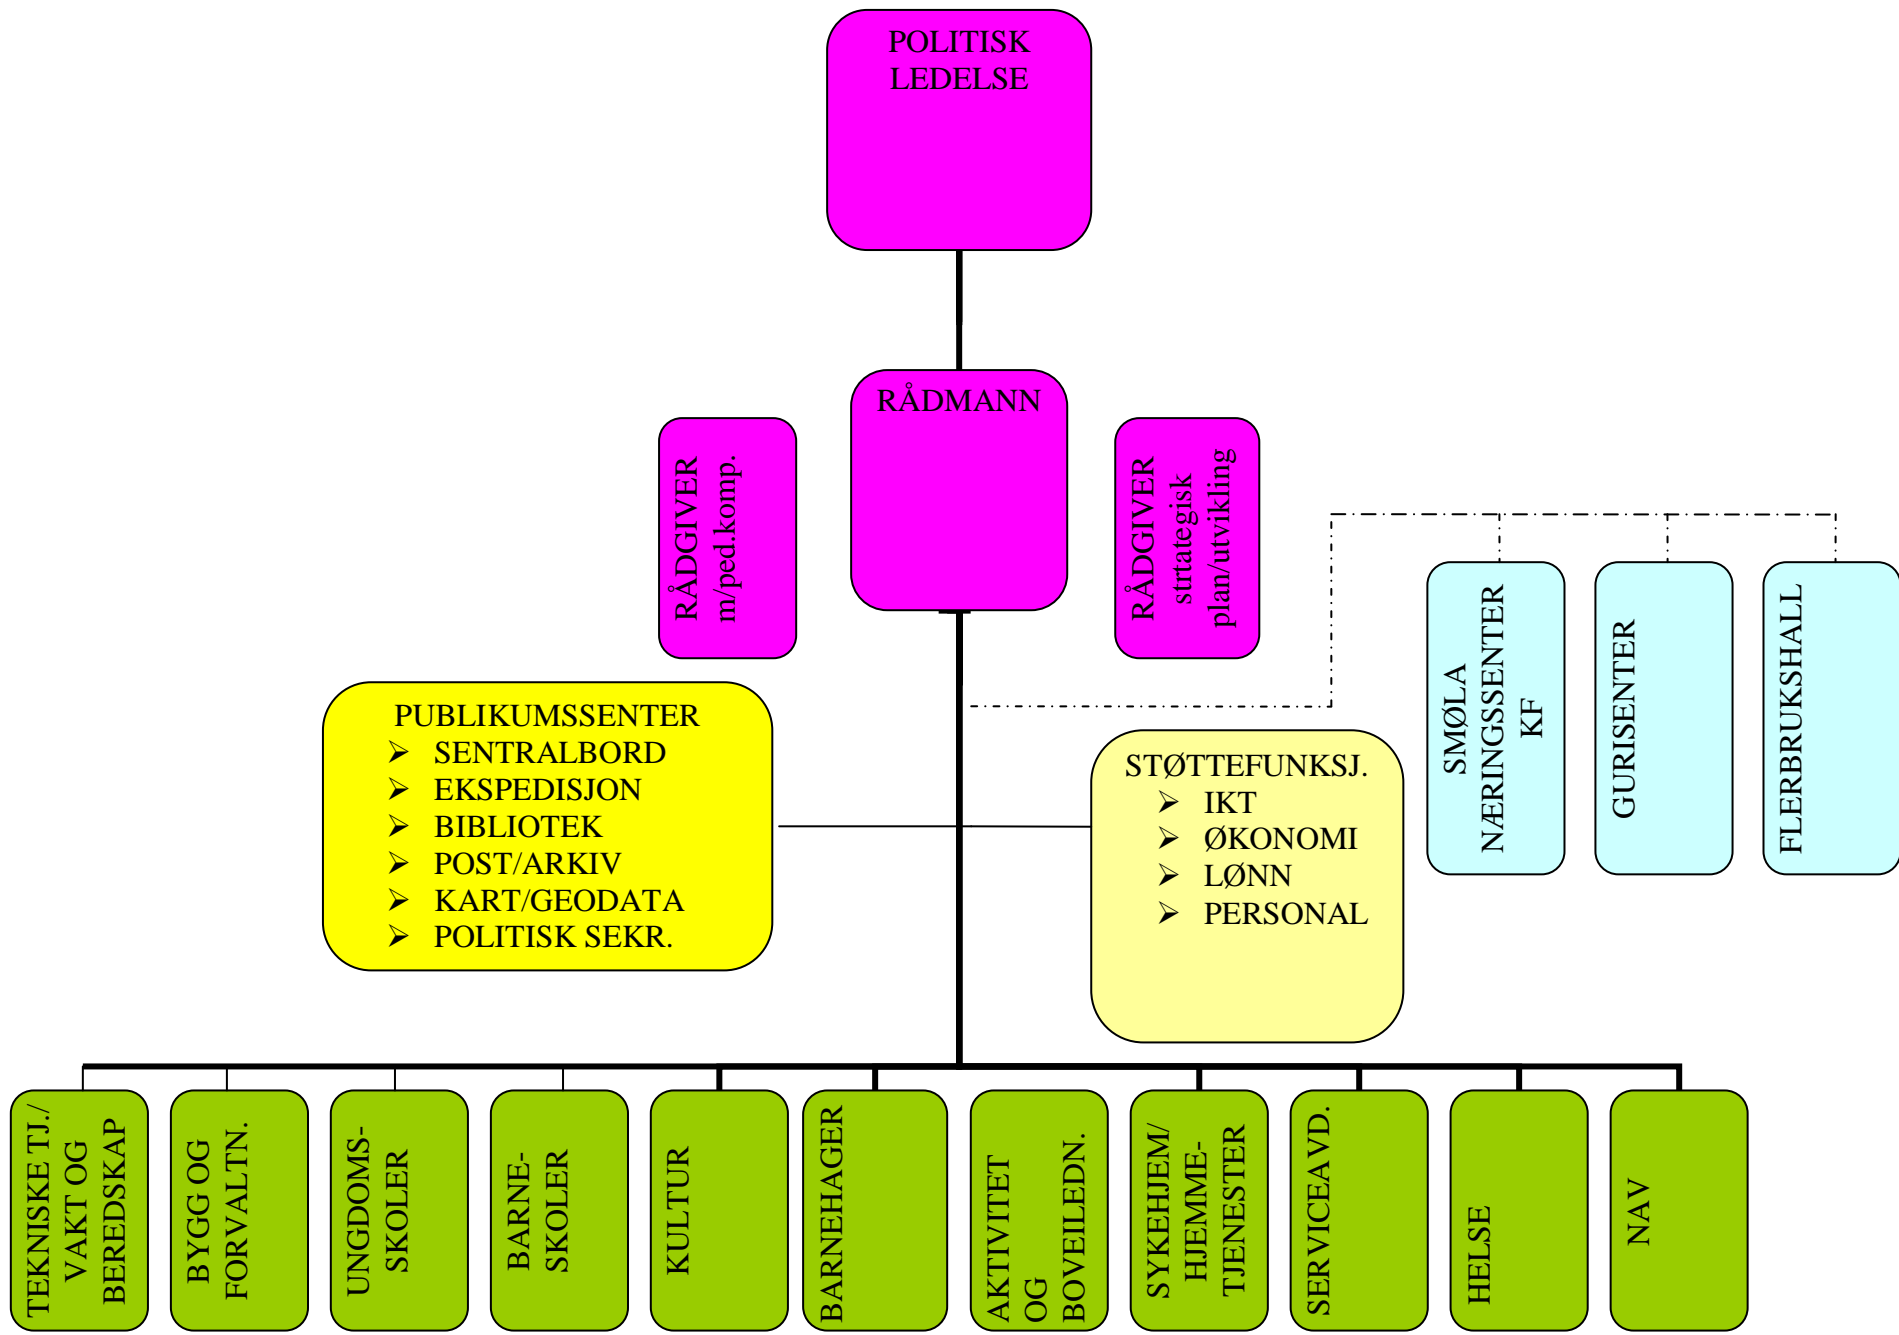 POLITISK
LEDELSE
RÅDMANN
RÅDGIVER
m/ped.komp.
RÅDGIVER
strtategisk
plan/utvikling
SMØLA
NÆRINGSSENTER
KF
GURISENTER
FLERBRUKSHALL
PUBLIKUMSSENTER
➢ SENTRALBORD
➢ EKSPEDISJON
➢ BIBLIOTEK
➢ POST/ARKIV
➢ KART/GEODATA
➢ POLITISK SEKR.
STØTTEFUNKSJ.
➢ IKT
➢ ØKONOMI
➢ LØNN
➢ PERSONAL
TEKNISKE TJ./
VAKT OG
BEREDSKAP
BYGG OG
FORVALTN.
UNGDOMS-
SKOLER
BARNE-
SKOLER
KULTUR
BARNEHAGER
AKTIVITET
OG
BOVEILEDN.
SYKEHJEM/
HJEMME-
TJENESTER
SERVICEAVD.
HELSE
NAV